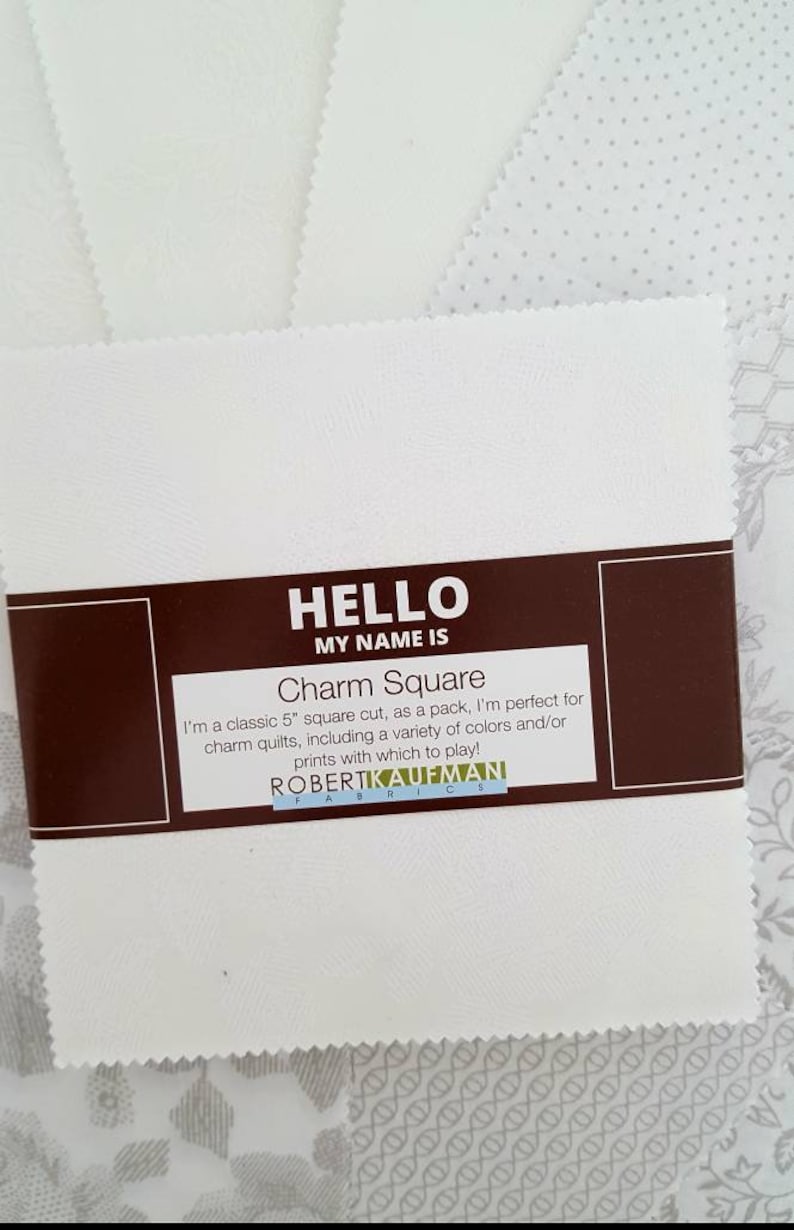 HELLO
MY NAME IS
Charm Square
I'm a classic 5" square cut, as a pack, I'm perfect for
charm quilts, including a variety of colors and/or
prints with which to play!
ROBERTKAUFMAN
FABRICS